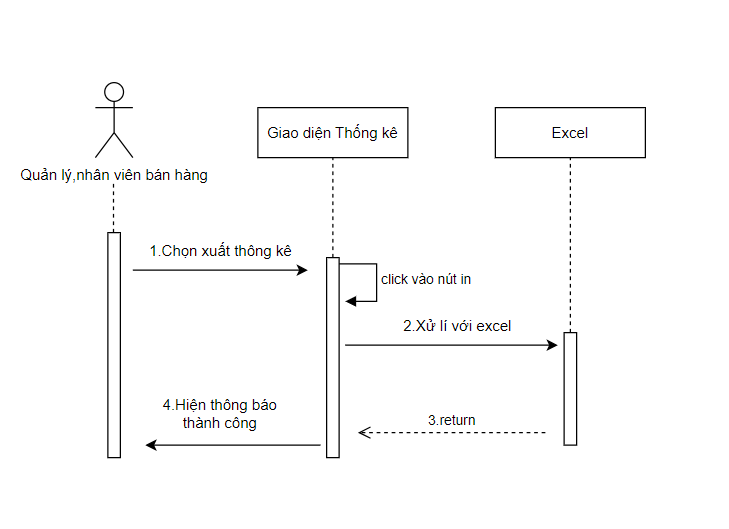 Giao diện Thống kê
Excel
Quản lý,nhân viên bán hàng
1.Chọn xuất thông kê
click vào nút in
2.Xử lí với excel
4.Hiện thông báo
thành công
3.return